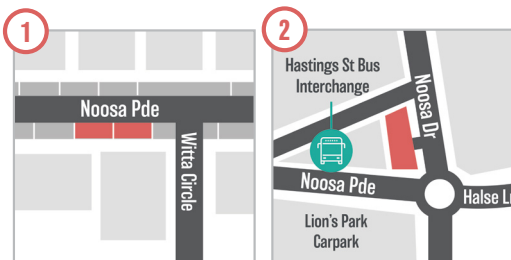 1
Noosa Pde
Witta Circle
2
Hastings St Bus
Interchange
Noosa Dr
Noosa Pde
Halse L
Lion's Park
Carpark